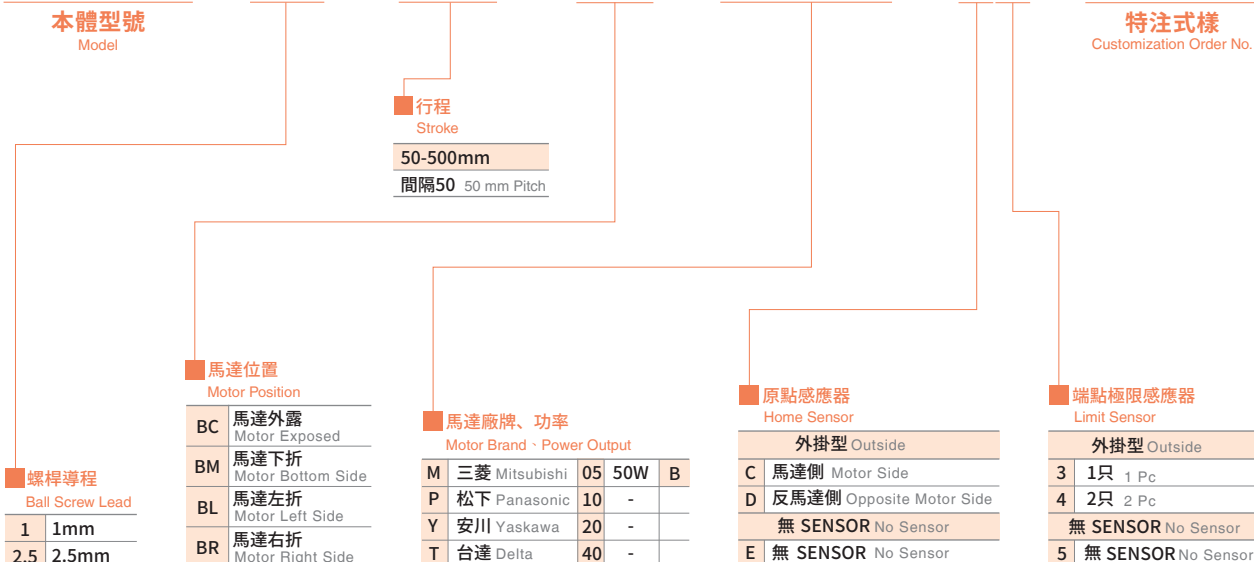 本體型號
Model
特注式樣
Customization Order No.
行程
Stroke
50-500mm
間隔50 50 mm Pitch
螺桿導程
Ball Screw Lead
1 1mm
2.5 2.5mm
馬達位置
Motor Position
BC 馬達外露
Motor Exposed
BM 馬達下折
Motor Bottom Side
BL 馬達左折
Motor Left Side
BR 馬達右折
Motor Right Side
馬達廠牌、功率
Motor Brand、Power Output
M 三菱 Mitsubishi 05 50W B
P 松下 Panasonic 10 -
Y 安川 Yaskawa 20 -
T 台達 Delta 40 -
原點感應器
Home Sensor
外掛型 Outside
C 馬達側 Motor Side
D 反馬達側 Opposite Motor Side
無 SENSOR No Sensor
E 無 SENSOR No Sensor
端點極限感應器
Limit Sensor
外掛型 Outside
3 1只 1 Pc
4 2只 2 Pc
無 SENSOR No Sensor
5 無 SENSOR No Sensor